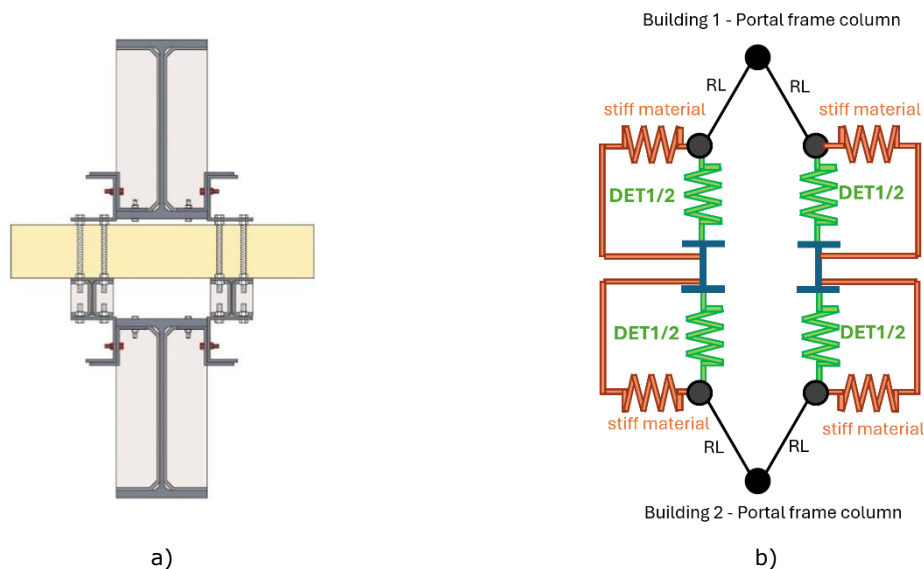 Building 1 - Portal frame column
RL RL
stiff material stiff material
DET1/2 DET1/2
DET1/2 DET1/2
stiff material stiff material
RL RL
Building 2 - Portal frame column
a) b)